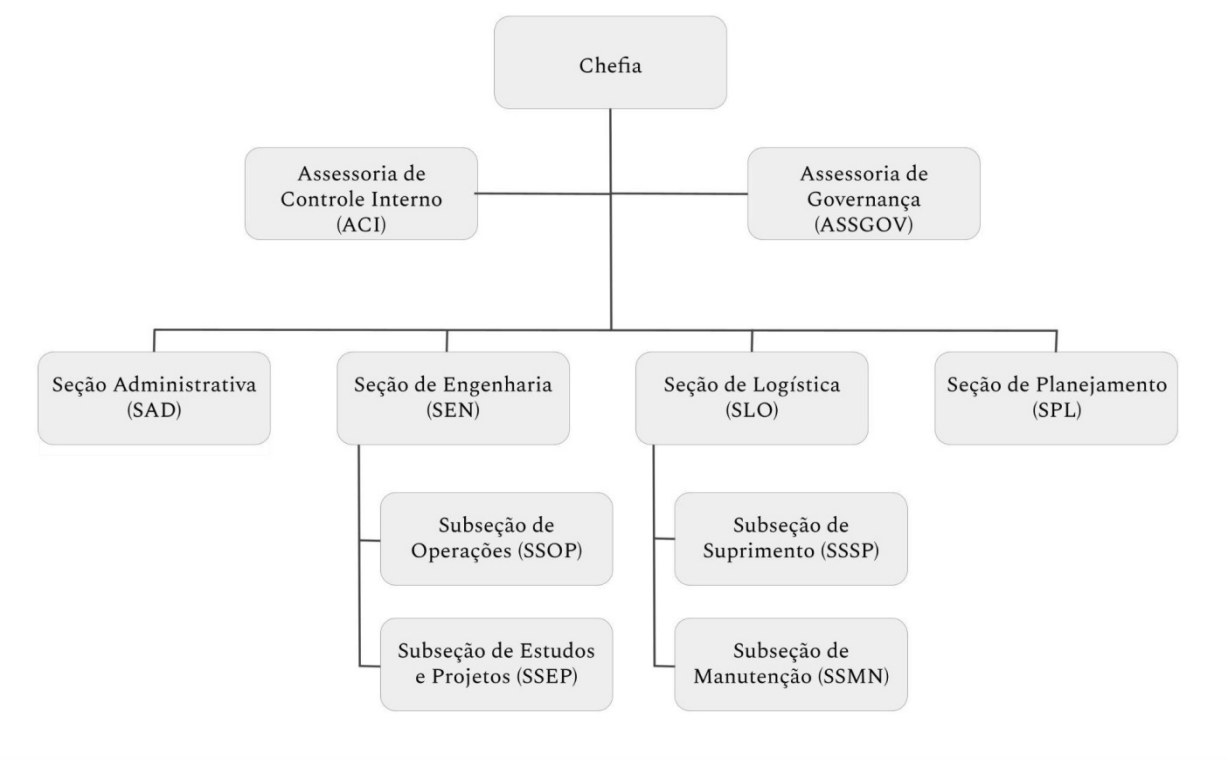 Chefia
Assessoria de
Controle Interno
(ACI)
Assessoria de
Governança
(ASSGOV)
Seção Administrativa
(SAD)
Seção de Engenharia
(SEN)
Seção de Logística
(SLO)
Seção de Planejamento
(SPL)
Subseção de
Operações (SSOP)
Subseção de
Suprimento (SSSP)
Subseção de Estudos
e Projetos (SSEP)
Subseção de
Manutenção (SSMN)